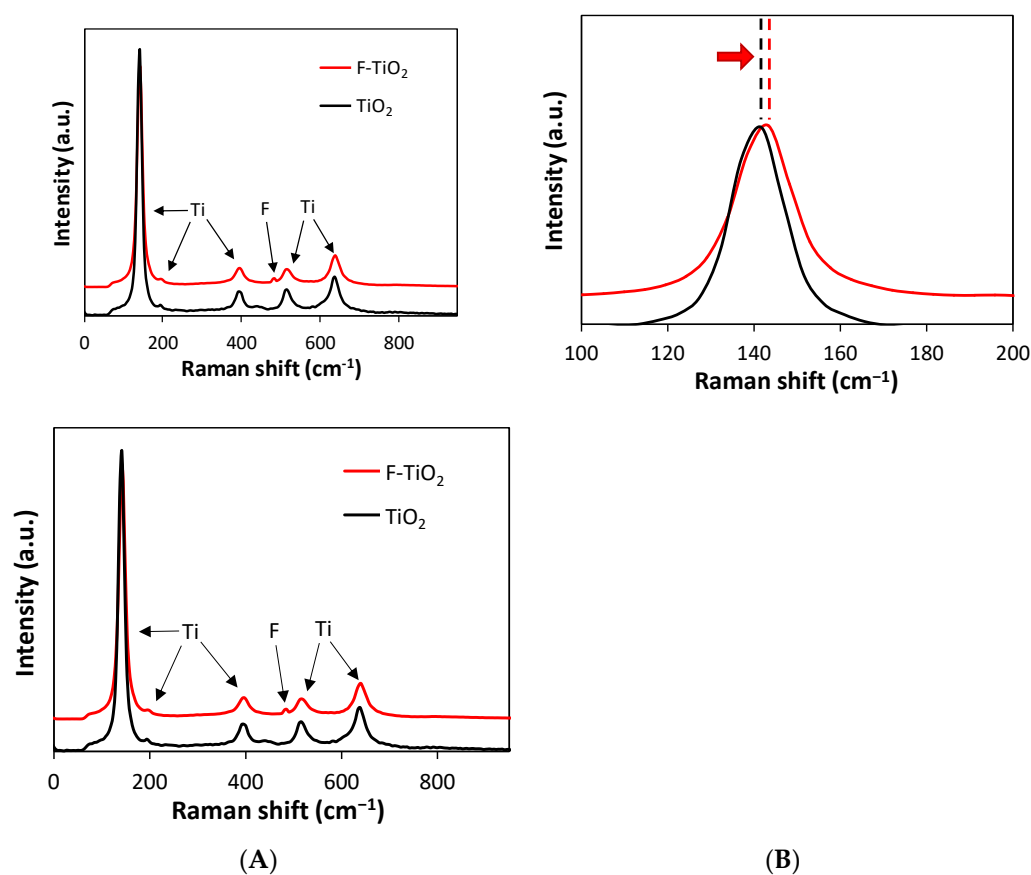 Intensity (a.u.)
F-TiO₂
TiO₂
Ti
F
Ti
0 200 400 600 800
Raman shift (cm⁻¹)
Intensity (a.u.)
100 120 140 160 180 200
Raman shift (cm⁻¹)
Intensity (a.u.)
F-TiO₂
TiO₂
Ti
F
Ti
0 200 400 600 800
Raman shift (cm⁻¹)
(A) (B)